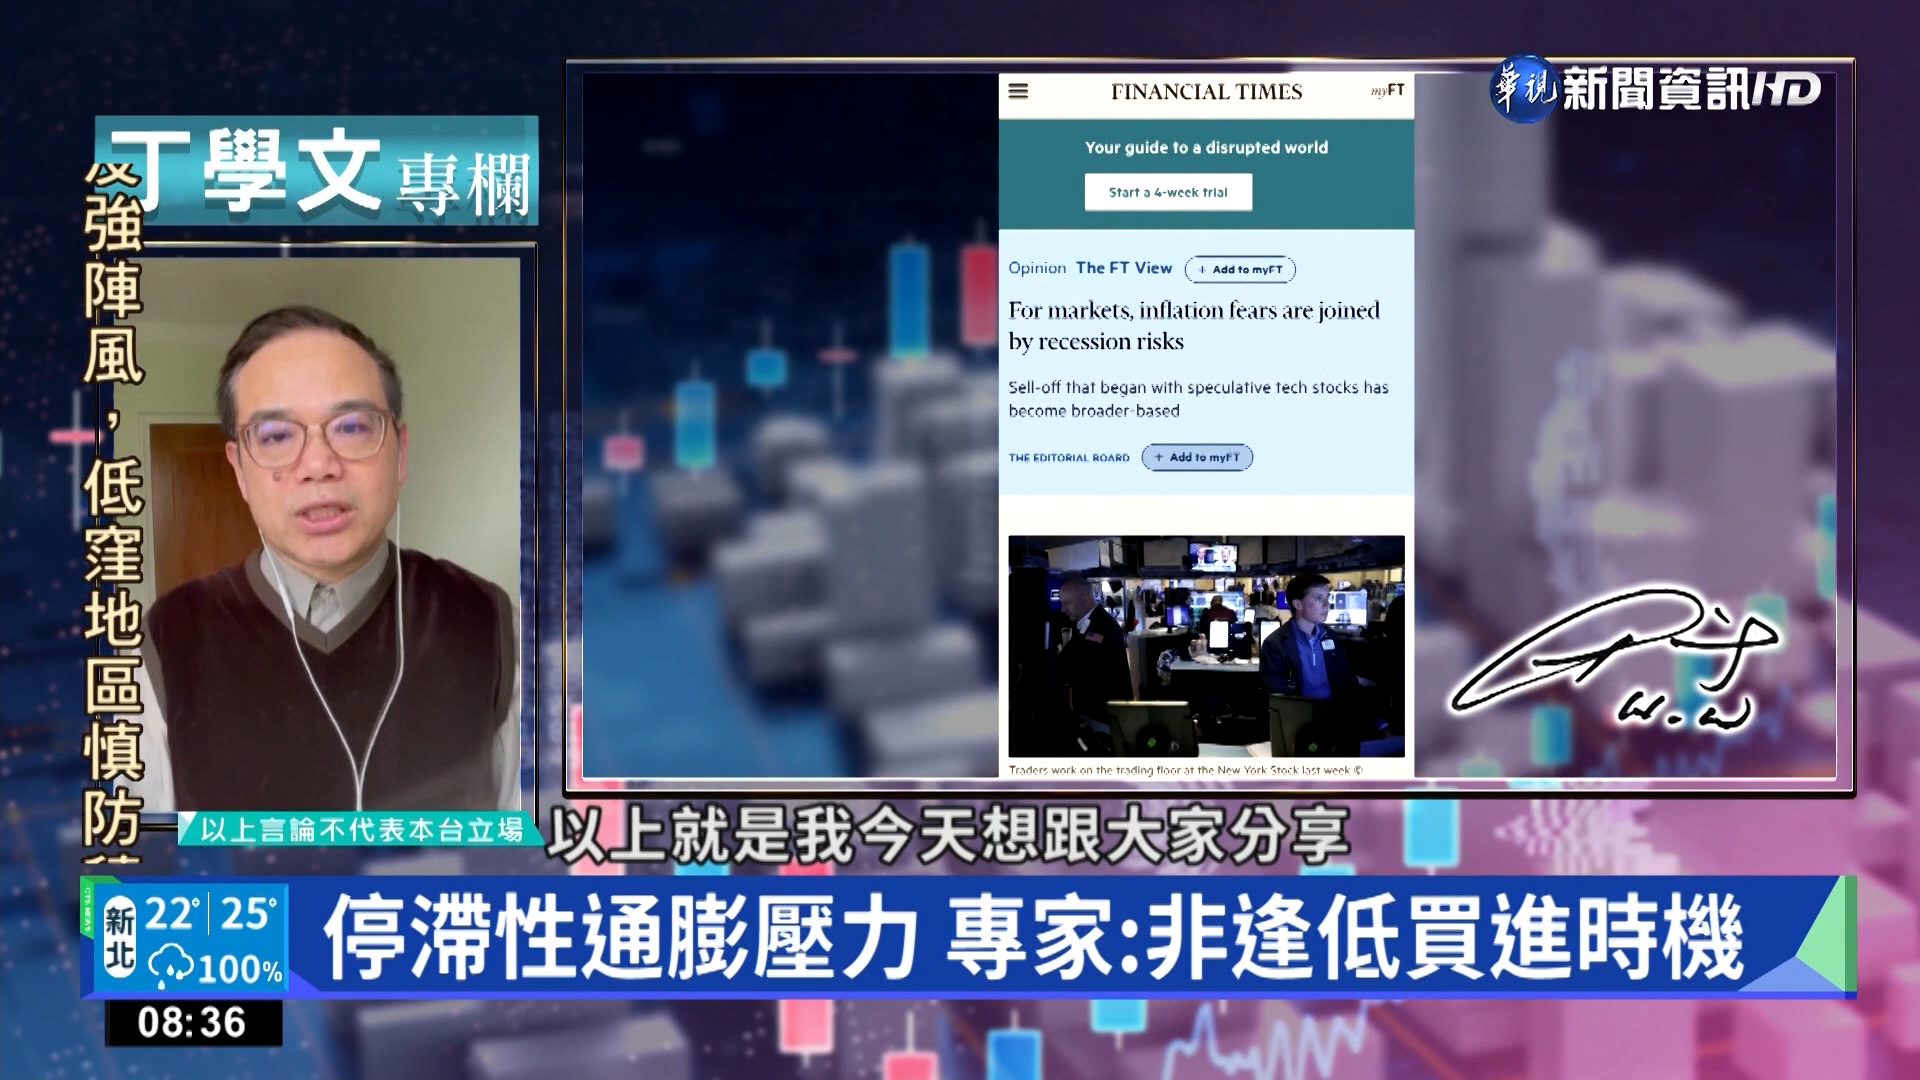 華視 新聞資訊HD
丁學文 專欄
強陣風，低窪地區慎防
FINANCIAL TIMES
myFT
Your guide to a disrupted world
Start a 4-week trial
Opinion The FT View + Add to myFT
For markets, inflation fears are joined
by recession risks
Sell-off that began with speculative tech stocks has
become broader-based
THE EDITORIAL BOARD + Add to myFT
Traders work on the trading floor at the New York Stock last week ©
W.W
以上言論不代表本台立場
以上就是我今天想跟大家分享
CTS NEWS
新北
22° 25°
100%
停滯性通膨壓力 專家:非逢低買進時機
08:36